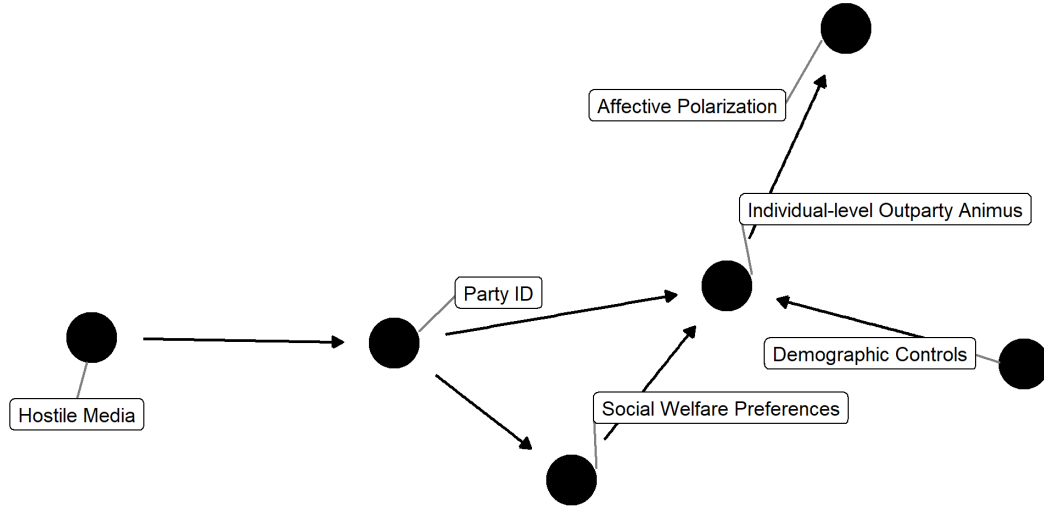 Affective Polarization
Individual-level Outparty Animus
Party ID
Demographic Controls
Hostile Media
Social Welfare Preferences